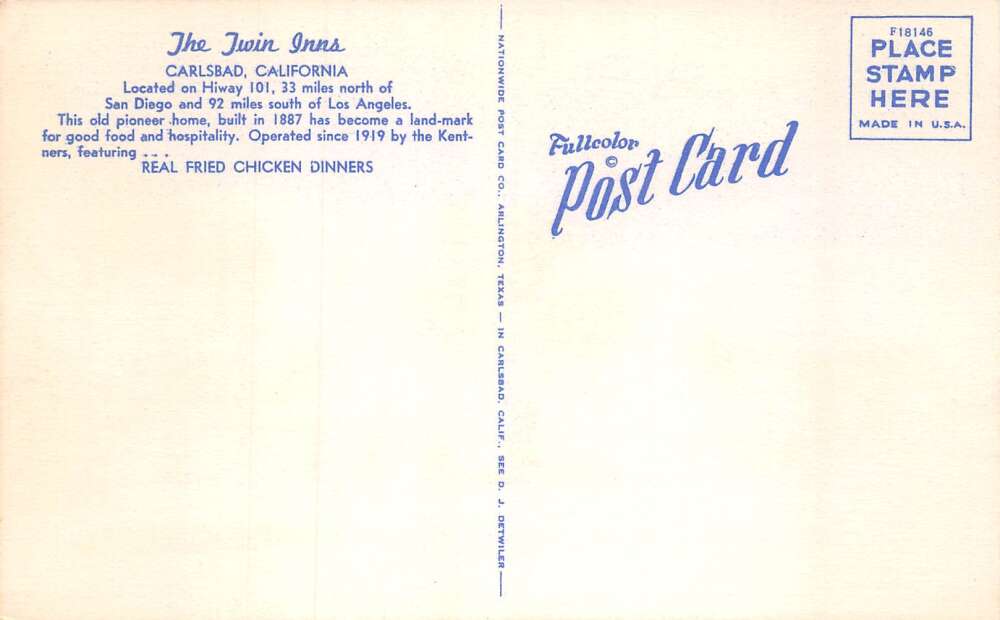 The Twin Inns
CARLSBAD, CALIFORNIA
Located on Hiway 101, 33 miles north of
San Diego and 92 miles south of Los Angeles.
This old pioneer home, built in 1887 has become a land-mark
for good food and hospitality. Operated since 1919 by the Kent-
ners, featuring ...
REAL FRIED CHICKEN DINNERS
NATIONWIDE POST CARD CO., ARLINGTON, TEXAS — IN CARLSBAD, CALIF., SEE D. J. DETWILER
Fullcolor
©
Post Card
F18146
PLACE
STAMP
HERE
MADE IN U.S.A.